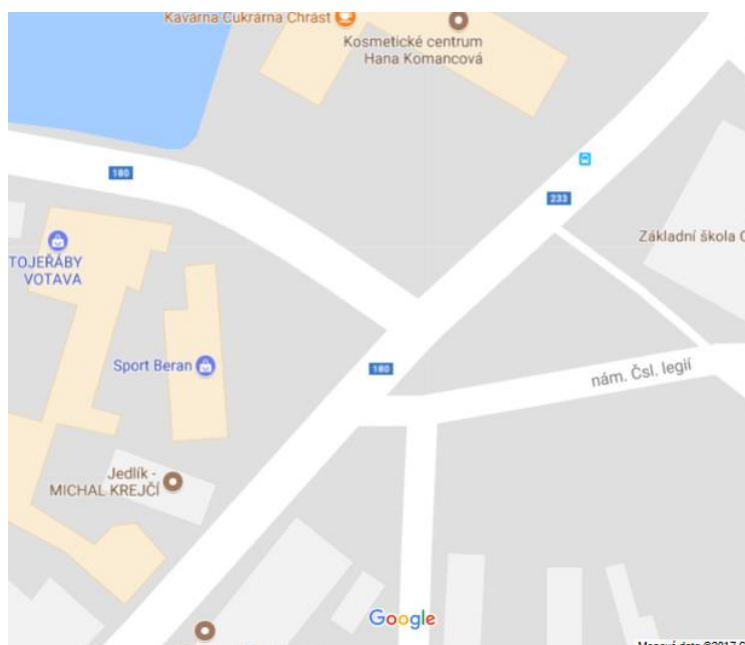 Kavárna Cukrárna Chrást
Kosmetické centrum
Hana Komancová
180
233
Základní škola
TOJEŘÁBY
VOTAVA
Sport Beran
180
nám. Čsl. legií
Jedlík -
MICHAL KREJČÍ
Google